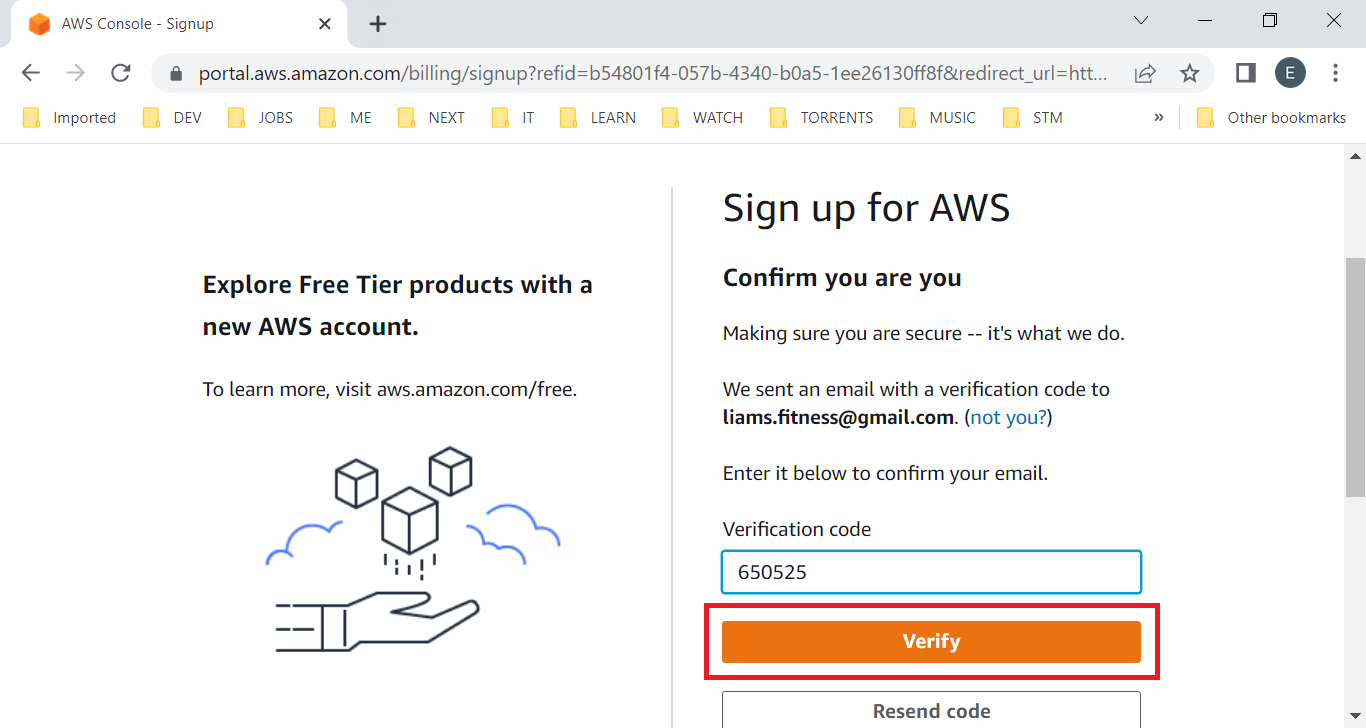 AWS Console - Signup
portal.aws.amazon.com/billing/signup?refid=b54801f4-057b-4340-b0a5-1ee26130ff8f&redirect_url=htt...
E
Imported DEV JOBS ME NEXT IT LEARN WATCH TORRENTS MUSIC STM » Other bookmarks
Explore Free Tier products with a
new AWS account.
To learn more, visit aws.amazon.com/free.
Sign up for AWS
Confirm you are you
Making sure you are secure -- it's what we do.
We sent an email with a verification code to
liams.fitness@gmail.com. (not you?)
Enter it below to confirm your email.
Verification code
650525
Verify
Resend code